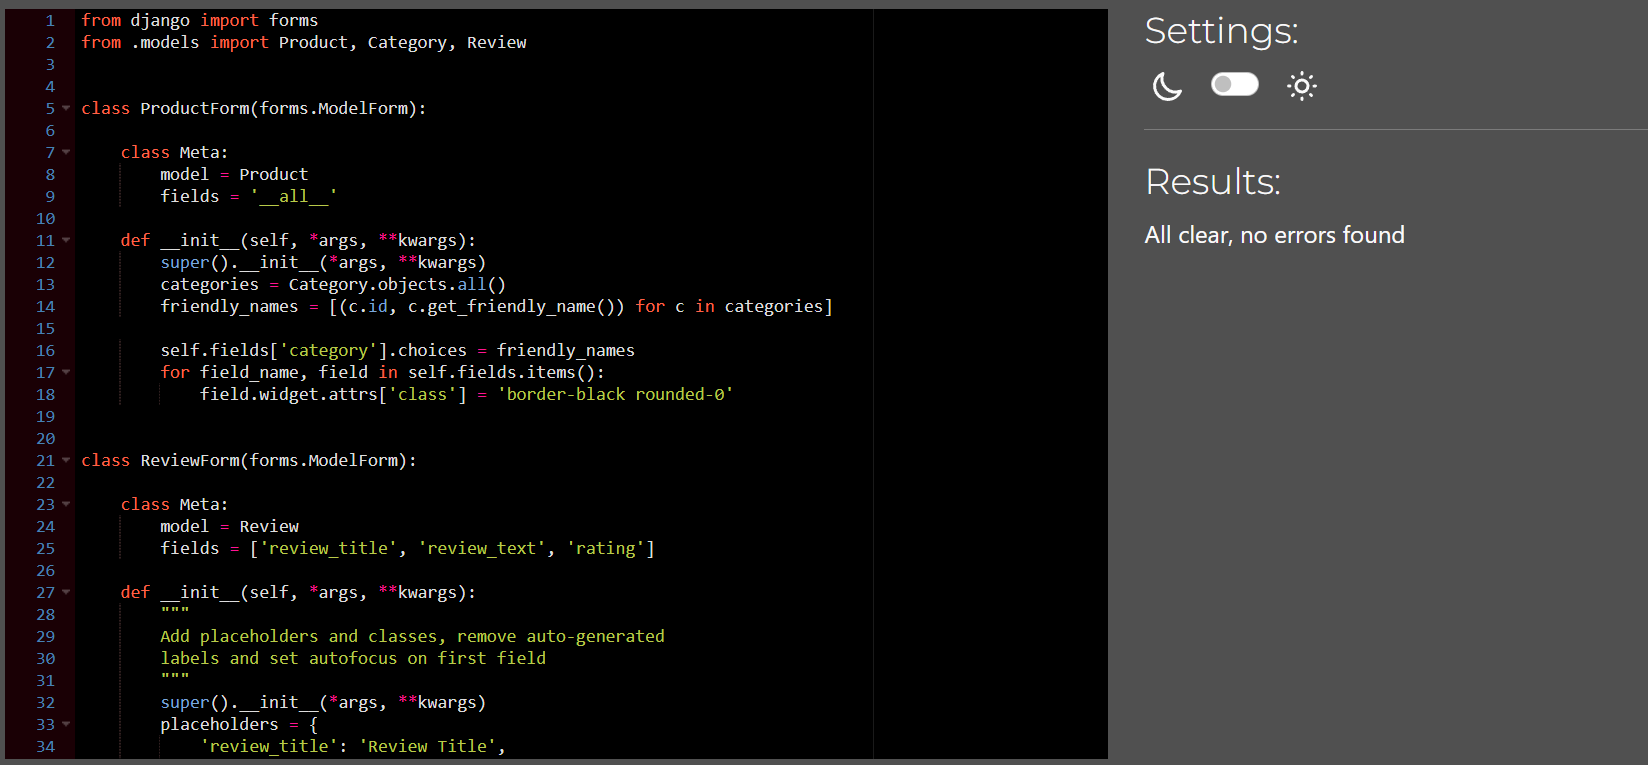 1 from django import forms
2 from .models import Product, Category, Review
3
4
5 class ProductForm(forms.ModelForm):
6
7     class Meta:
8         model = Product
9         fields = '__all__'
10
11     def __init__(self, *args, **kwargs):
12         super().__init__(*args, **kwargs)
13         categories = Category.objects.all()
14         friendly_names = [(c.id, c.get_friendly_name()) for c in categories]
15
16         self.fields['category'].choices = friendly_names
17         for field_name, field in self.fields.items():
18             field.widget.attrs['class'] = 'border-black rounded-0'
19
20
21 class ReviewForm(forms.ModelForm):
22
23     class Meta:
24         model = Review
25         fields = ['review_title', 'review_text', 'rating']
26
27     def __init__(self, *args, **kwargs):
28         """
29         Add placeholders and classes, remove auto-generated
30         labels and set autofocus on first field
31         """
32         super().__init__(*args, **kwargs)
33         placeholders = {
34             'review_title': 'Review Title',
Settings:
Results:
All clear, no errors found